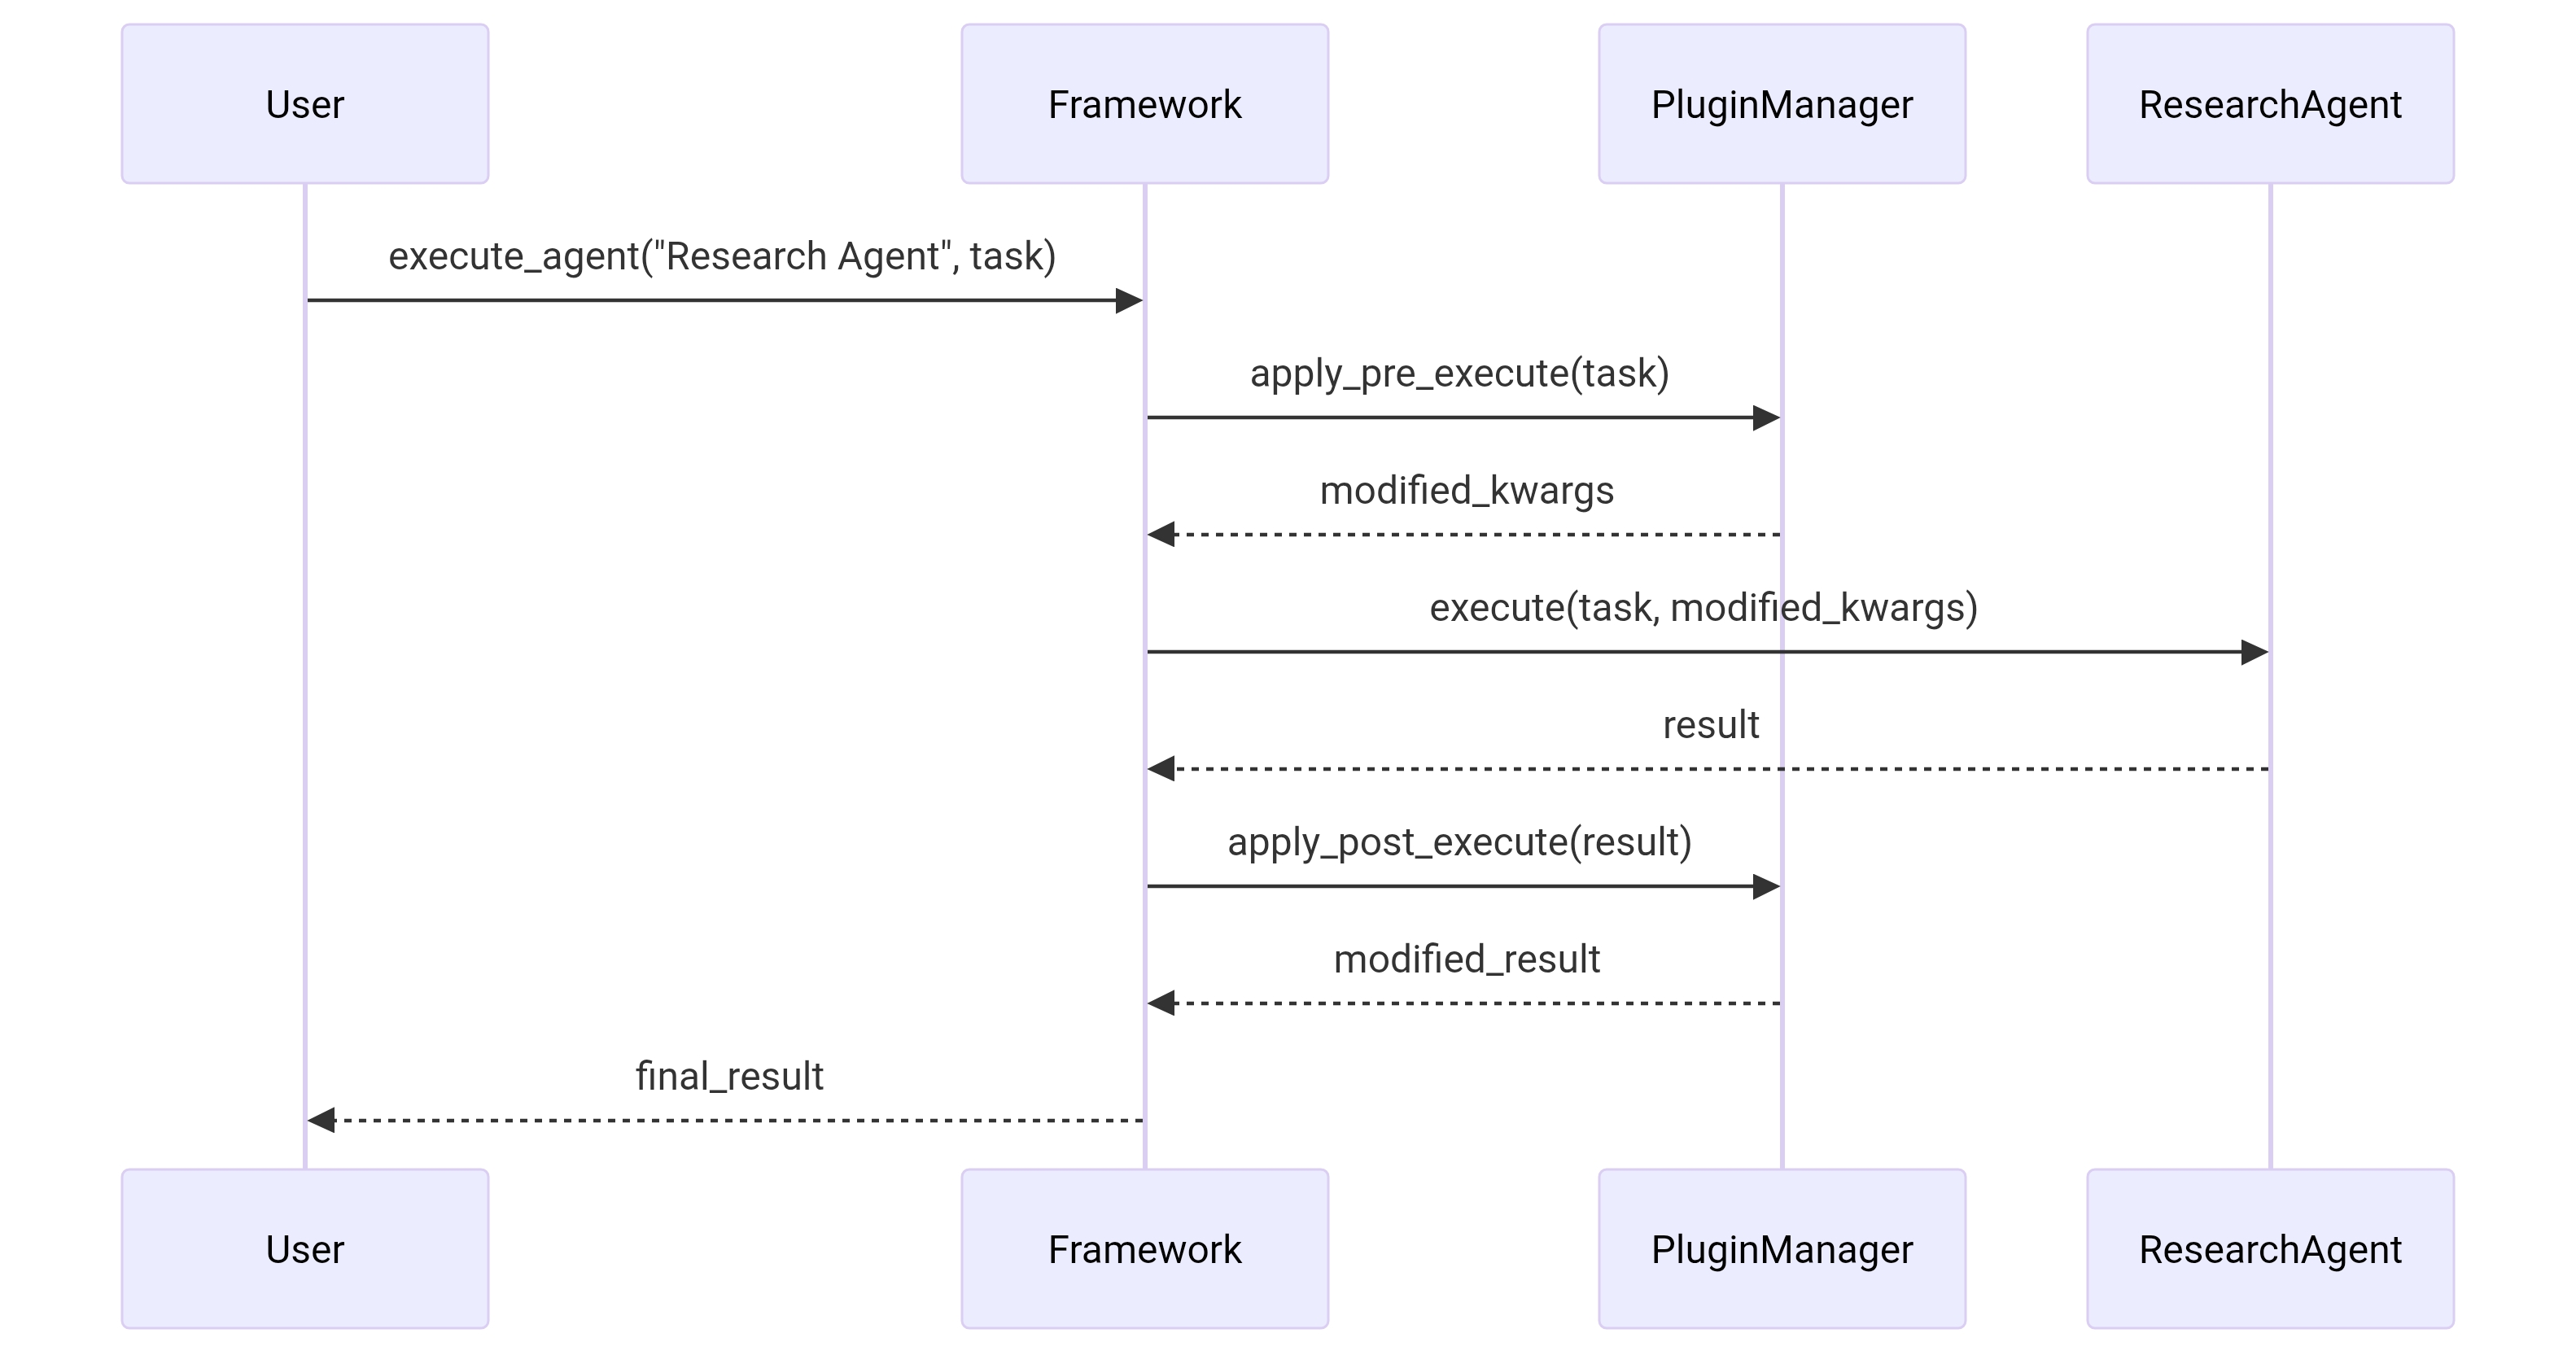 User
Framework
PluginManager
ResearchAgent
execute_agent("Research Agent", task)
apply_pre_execute(task)
modified_kwargs
execute(task, modified_kwargs)
result
apply_post_execute(result)
modified_result
final_result
User
Framework
PluginManager
ResearchAgent